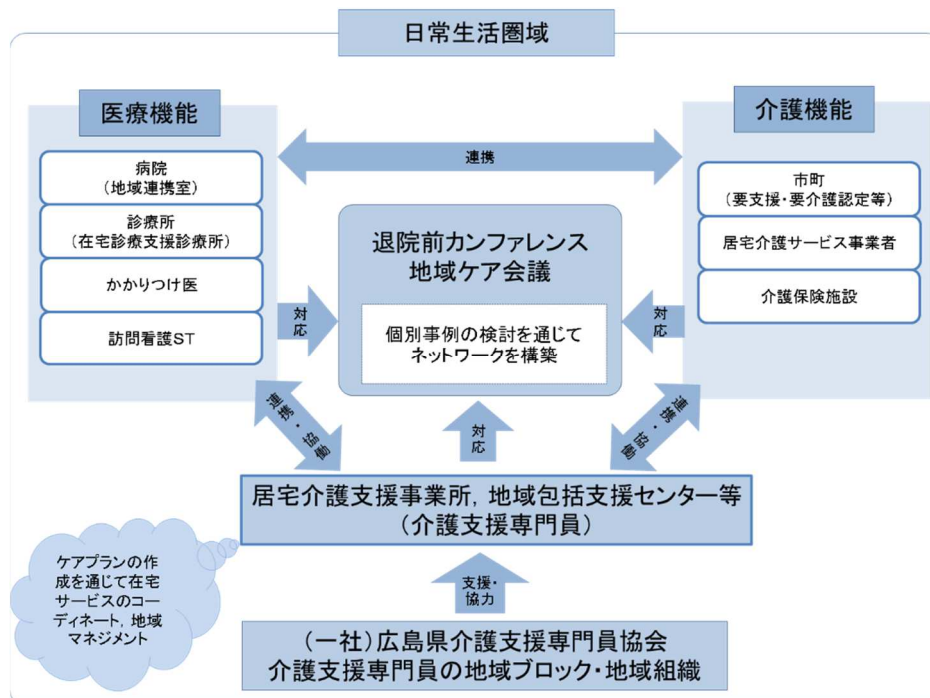 日常生活圏域
医療機能
病院
（地域連携室）
診療所
（在宅診療支援診療所）
かかりつけ医
訪問看護ST
連携
介護機能
市町
（要支援・要介護認定等）
居宅介護サービス事業者
介護保険施設
退院前カンファレンス
地域ケア会議
個別事例の検討を通じて
ネットワークを構築
対応
対応
連携・協働
対応
連携・協働
居宅介護支援事業所，地域包括支援センター等
（介護支援専門員）
ケアプランの作
成を通じて在宅
サービスのコー
ディネート，地域
マネジメント
支援・
協力
（一社）広島県介護支援専門員協会
介護支援専門員の地域ブロック・地域組織